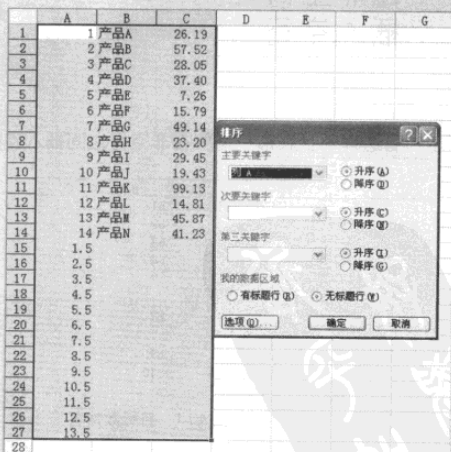 A B C D E F G
1 1 产品A 26.19
2 2 产品B 57.52
3 3 产品C 28.05
4 4 产品D 37.40
5 5 产品E 7.26
6 6 产品F 15.79
7 7 产品G 49.14
8 8 产品H 23.20
9 9 产品I 29.45
10 10 产品J 19.43
11 11 产品K 99.13
12 12 产品L 14.81
13 13 产品M 45.87
14 14 产品N 41.23
15 1.5
16 2.5
17 3.5
18 4.5
19 5.5
20 6.5
21 7.5
22 8.5
23 9.5
24 10.5
25 11.5
26 12.5
27 13.5
28
排序
主要关键字
列 A
升序(A)
降序(D)
次要关键字
升序(C)
降序(N)
第三关键字
升序(I)
降序(G)
我的数据区域
有标题行(R) 无标题行(W)
选项(O)... 确定 取消